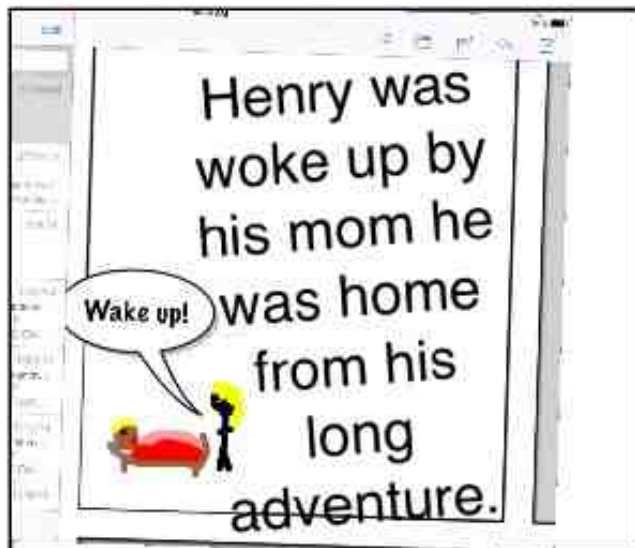 Henry was
woke up by
his mom he
was home
from his
long
adventure.
Wake up!